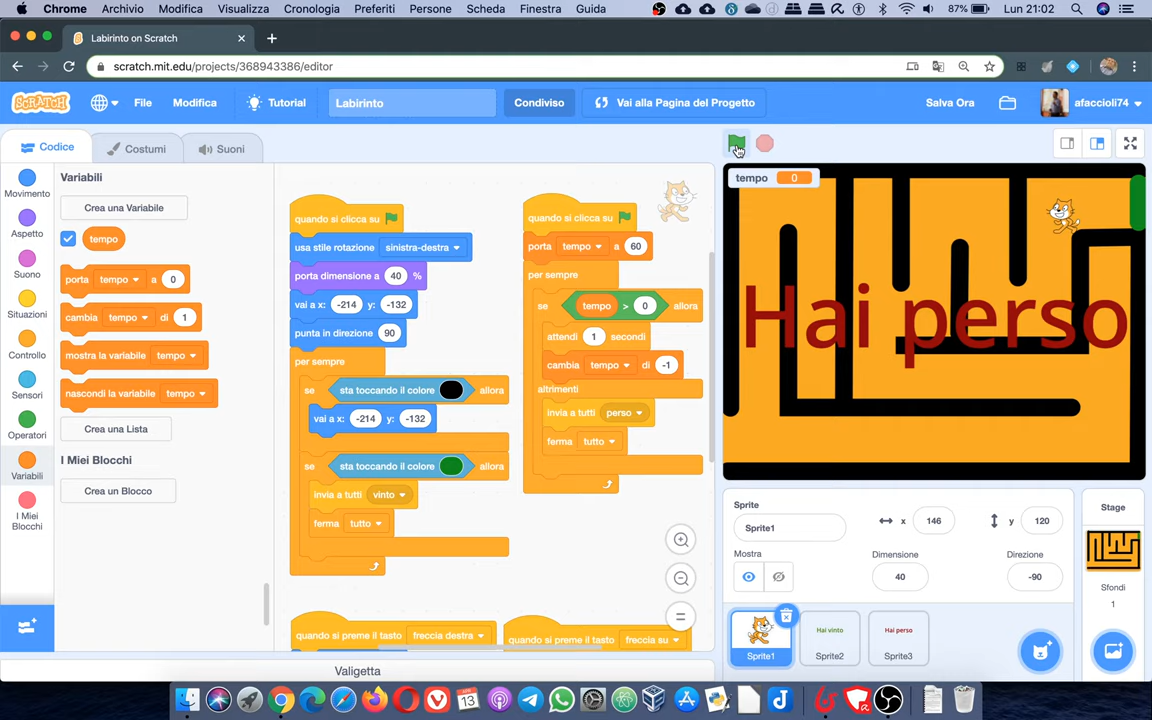 Chrome Archivio Modifica Visualizza Cronologia Preferiti Persone Scheda Finestra Guida 87% Lun 21:02
Labirinto on Scratch
scratch.mit.edu/projects/368943386/editor
SCRATCH File Modifica Tutorial Labirinto Condiviso Vai alla Pagina del Progetto Salva Ora afaccioli74
Codice Costumi Suoni
Movimento
Aspetto
Suono
Situazioni
Controllo
Sensori
Operatori
Variabili
I Miei
Blocchi
Variabili
Crea una Variabile
tempo
porta tempo a 0
cambia tempo di 1
mostra la variabile tempo
nascondi la variabile tempo
Crea una Lista
I Miei Blocchi
Crea un Blocco
quando si clicca su
usa stile rotazione sinistra-destra
porta dimensione a 40 %
vai a x: -214 y: -132
punta in direzione 90
per sempre
se sta toccando il colore allora
vai a x: -214 y: -132
se sta toccando il colore allora
invia a tutti vinto
ferma tutto
quando si clicca su
porta tempo a 60
per sempre
se tempo > 0 allora
attendi 1 secondi
cambia tempo di -1
altrimenti
invia a tutti perso
ferma tutto
quando si preme il tasto freccia destra
quando si preme il tasto freccia su
tempo 0
Hai perso
Sprite
Sprite1 x 146 y 120
Mostra Dimensione Direzione
40 -90
Sprite1
Hai vinto
Sprite2
Hai perso
Sprite3
Stage
Sfondi
1
Valigetta